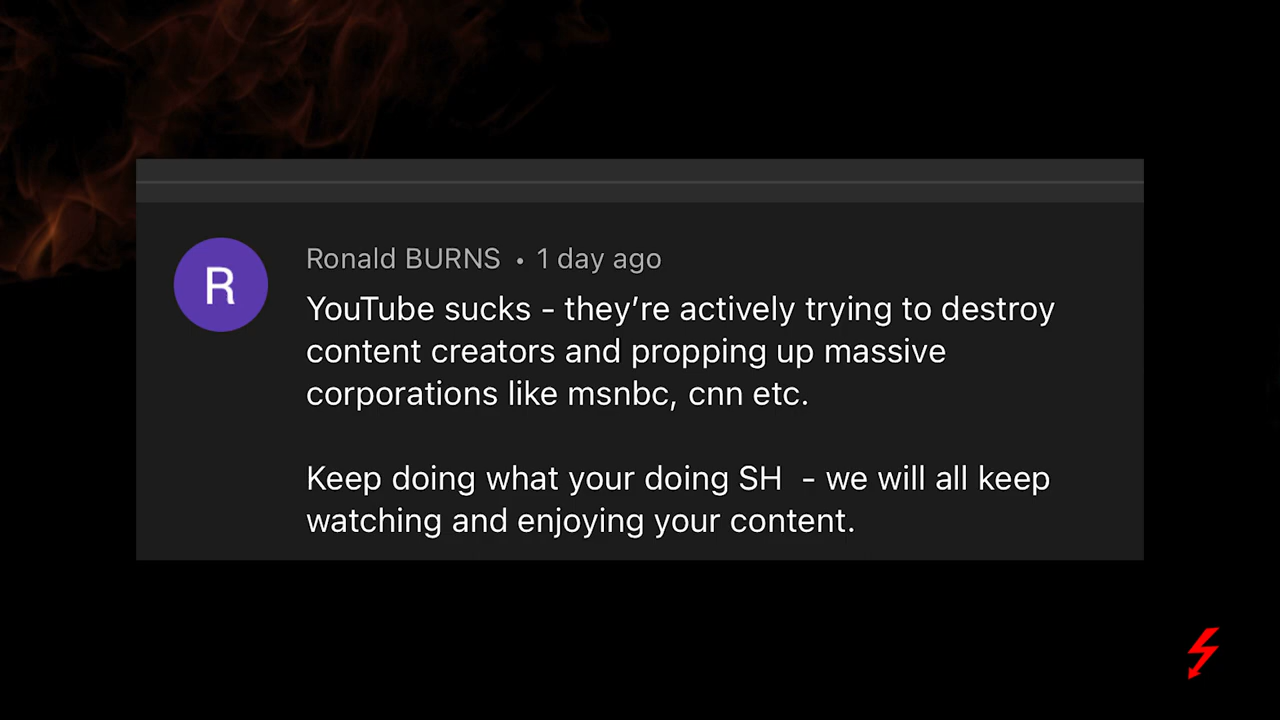 R
Ronald BURNS • 1 day ago
YouTube sucks - they’re actively trying to destroy
content creators and propping up massive
corporations like msnbc, cnn etc.
Keep doing what your doing SH  - we will all keep
watching and enjoying your content.